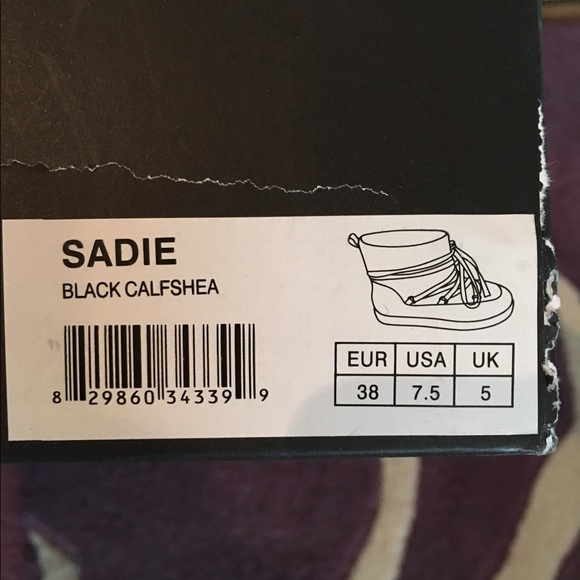 SADIE
BLACK CALFSHEA
8 29860 34339 9
EUR USA UK
38 7.5 5